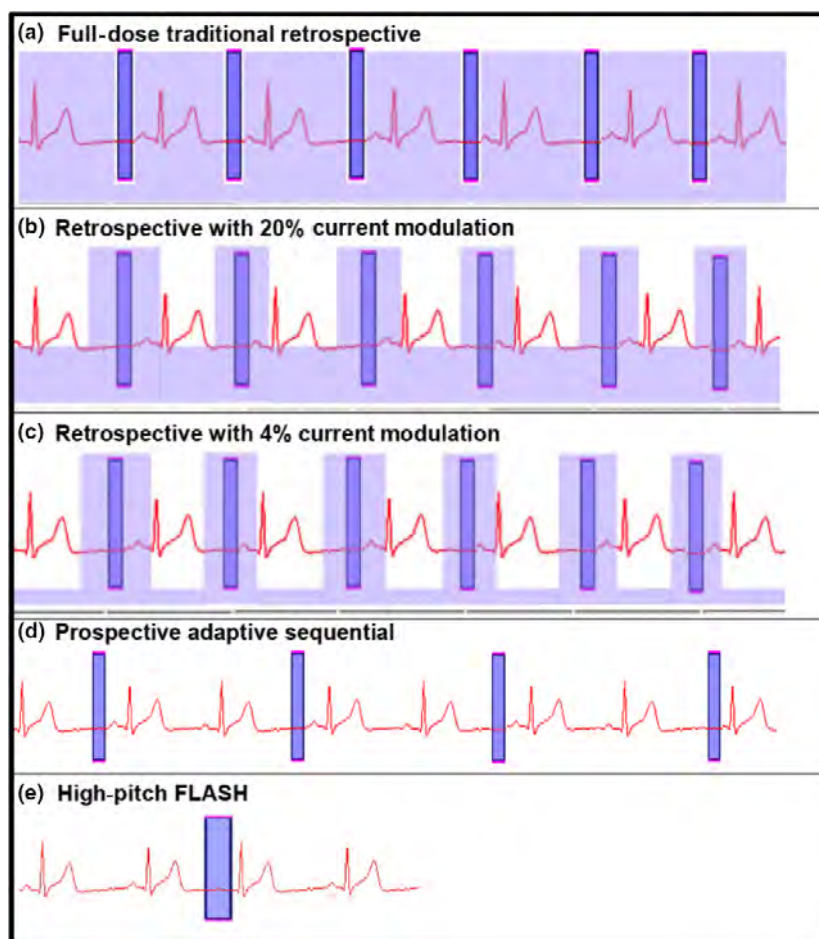 (a) Full-dose traditional retrospective
(b) Retrospective with 20% current modulation
(c) Retrospective with 4% current modulation
(d) Prospective adaptive sequential
(e) High-pitch FLASH